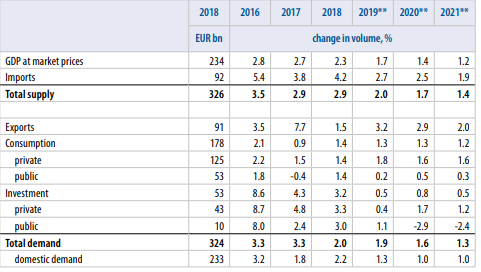 2018 2016 2017 2018 2019** 2020** 2021**
EUR bn change in volume, %
GDP at market prices 234 2.8 2.7 2.3 1.7 1.4 1.2
Imports 92 5.4 3.8 4.2 2.7 2.5 1.9
Total supply 326 3.5 2.9 2.9 2.0 1.7 1.4
Exports 91 3.5 7.7 1.5 3.2 2.9 2.0
Consumption 178 2.1 0.9 1.4 1.3 1.3 1.2
private 125 2.2 1.5 1.4 1.8 1.6 1.6
public 53 1.8 -0.4 1.4 0.2 0.5 0.3
Investment 53 8.6 4.3 3.2 0.5 0.8 0.5
private 43 8.7 4.8 3.3 0.4 1.7 1.2
public 10 8.0 2.4 3.0 1.1 -2.9 -2.4
Total demand 324 3.3 3.3 2.0 1.9 1.6 1.3
domestic demand 233 3.2 1.8 2.2 1.3 1.0 1.0